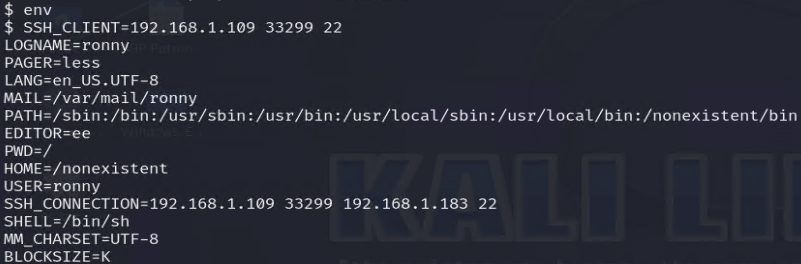 $ env
$ SSH_CLIENT=192.168.1.109 33299 22
LOGNAME=ronny
PAGER=less
LANG=en_US.UTF-8
MAIL=/var/mail/ronny
PATH=/sbin:/bin:/usr/sbin:/usr/bin:/usr/local/sbin:/usr/local/bin:/nonexistent/bin
EDITOR=ee
PWD=/
HOME=/nonexistent
USER=ronny
SSH_CONNECTION=192.168.1.109 33299 192.168.1.183 22
SHELL=/bin/sh
MM_CHARSET=UTF-8
BLOCKSIZE=K
KALI LI